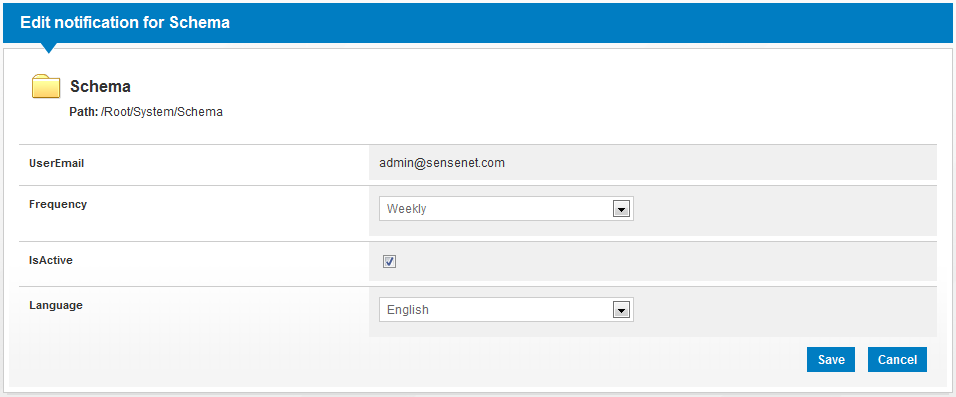 Edit notification for Schema
Schema
Path: /Root/System/Schema
UserEmail
admin@sensenet.com
Frequency
Weekly
IsActive
Language
English
Save Cancel